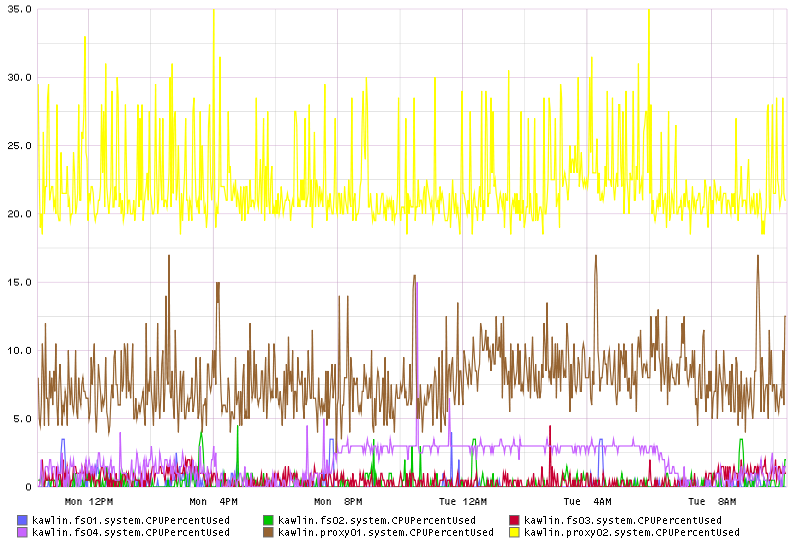 35.0
30.0
25.0
20.0
15.0
10.0
5.0
0
Mon 12PM Mon 4PM Mon 8PM Tue 12AM Tue 4AM Tue 8AM
kawlin.fs01.system.CPUPercentUsed kawlin.fs02.system.CPUPercentUsed kawlin.fs03.system.CPUPercentUsed
kawlin.fs04.system.CPUPercentUsed kawlin.proxy01.system.CPUPercentUsed kawlin.proxy02.system.CPUPercentUsed